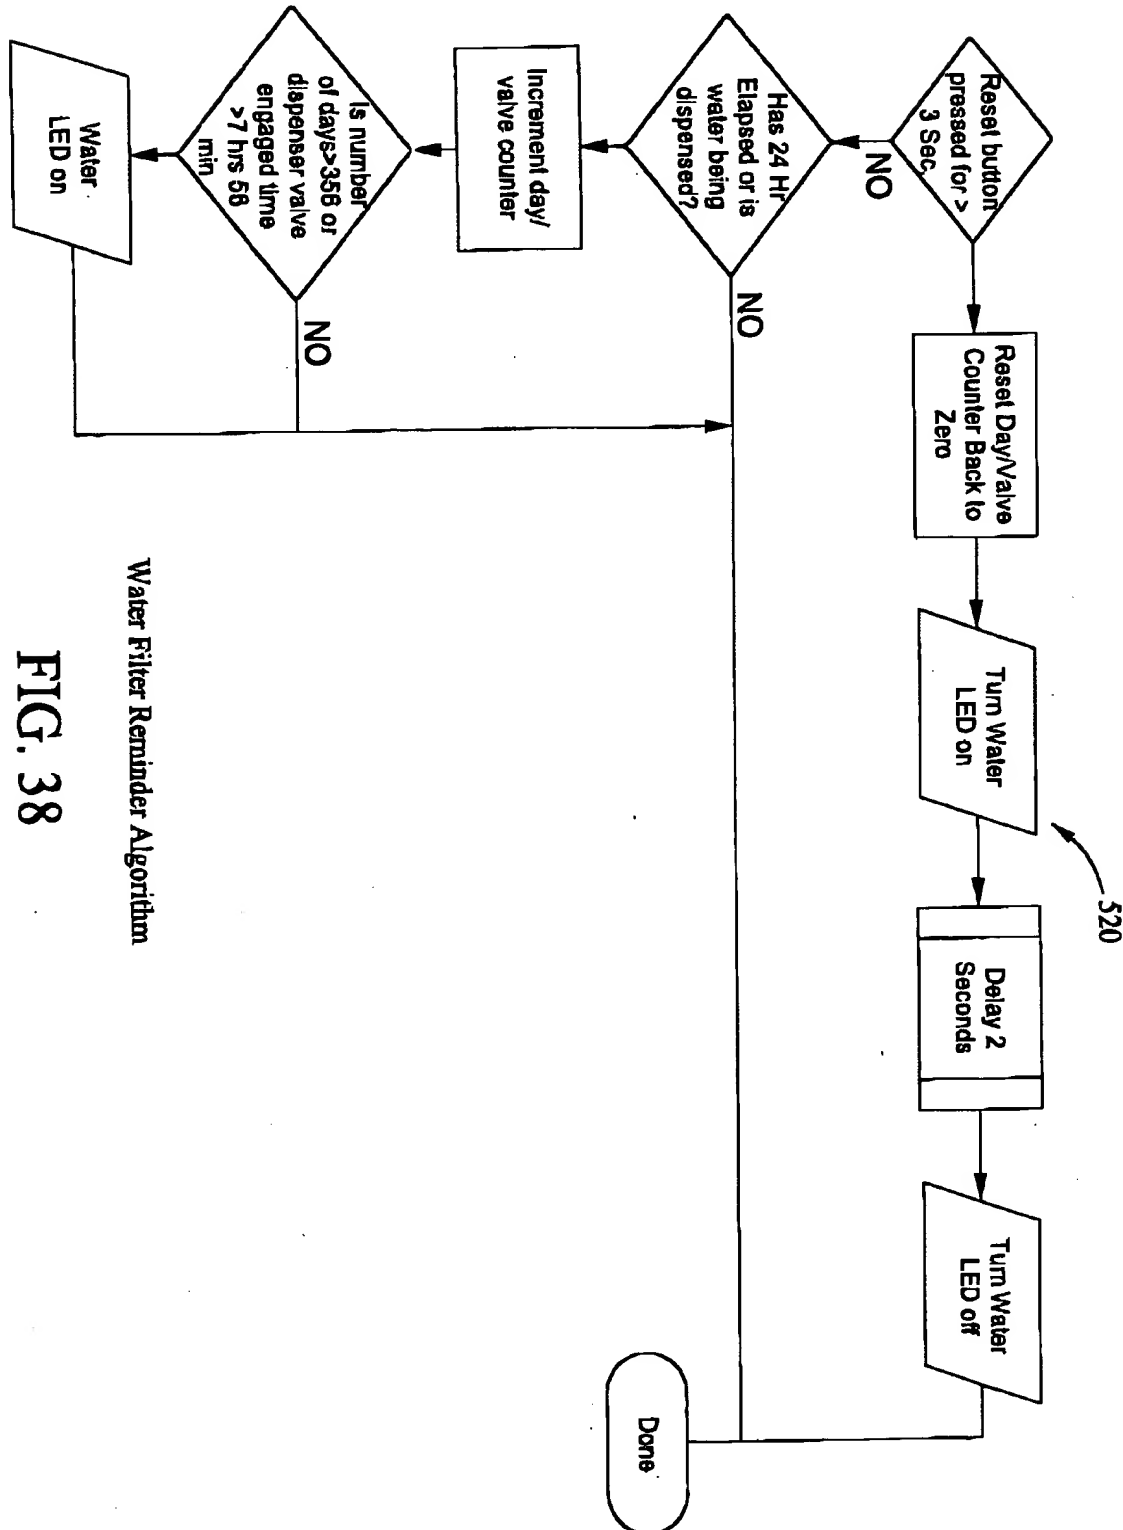 520
Reset button
pressed for >
3 Sec.
Reset Day/Valve
Counter Back to
Zero
Turn Water
LED on
Delay 2
Seconds
Turn Water
LED off
NO
Has 24 Hr
Elapsed or is
water being
dispensed?
NO
Done
Increment day/
valve counter
Is number
of days>356 or
dispenser valve
engaged time
>7 hrs 56
min
NO
Water
LED on
Water Filter Reminder Algorithm
FIG. 38